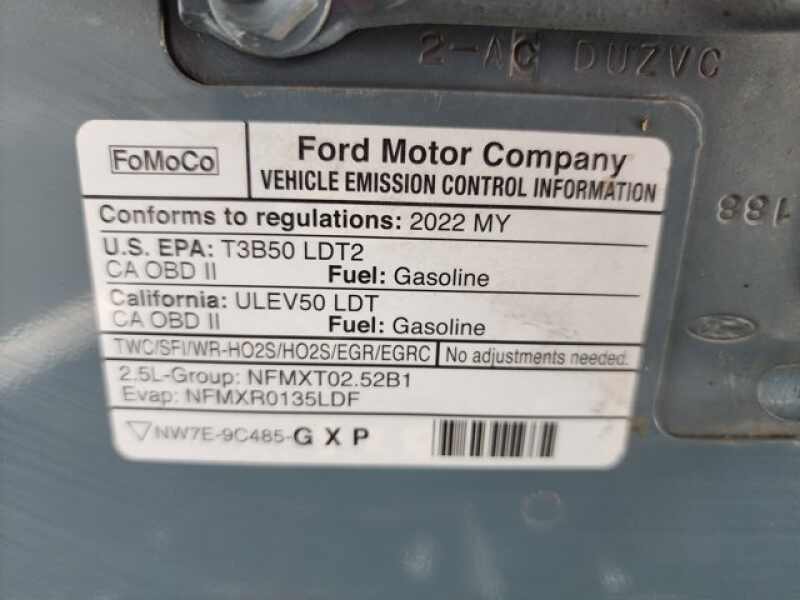 2-AC DUZVC
FoMoCo
Ford Motor Company
VEHICLE EMISSION CONTROL INFORMATION
Conforms to regulations: 2022 MY
U.S. EPA: T3B50 LDT2
CA OBD II Fuel: Gasoline
California: ULEV50 LDT
CA OBD II Fuel: Gasoline
TWC/SFI/WR-HO2S/HO2S/EGR/EGRC No adjustments needed.
2.5L-Group: NFMXT02.52B1
Evap: NFMXR0135LDF
NW7E-9C485-G X P
188